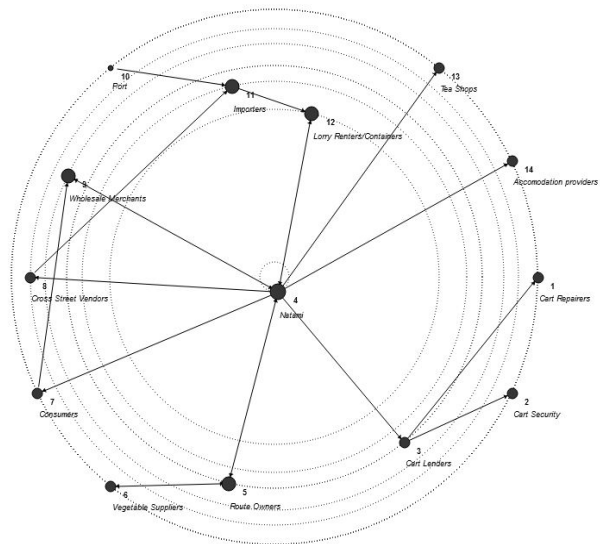 13
Tea Shops
10
Port
11
Importers
12
Lorry Renters/Containers
14
Accomodation providers
9
Wholesale Merchants
8
Cross Street Vendors
4
Natami
1
Cart Repairers
7
Consumers
2
Cart Security
3
Cart Lenders
5
Route Owners
6
Vegetable Suppliers